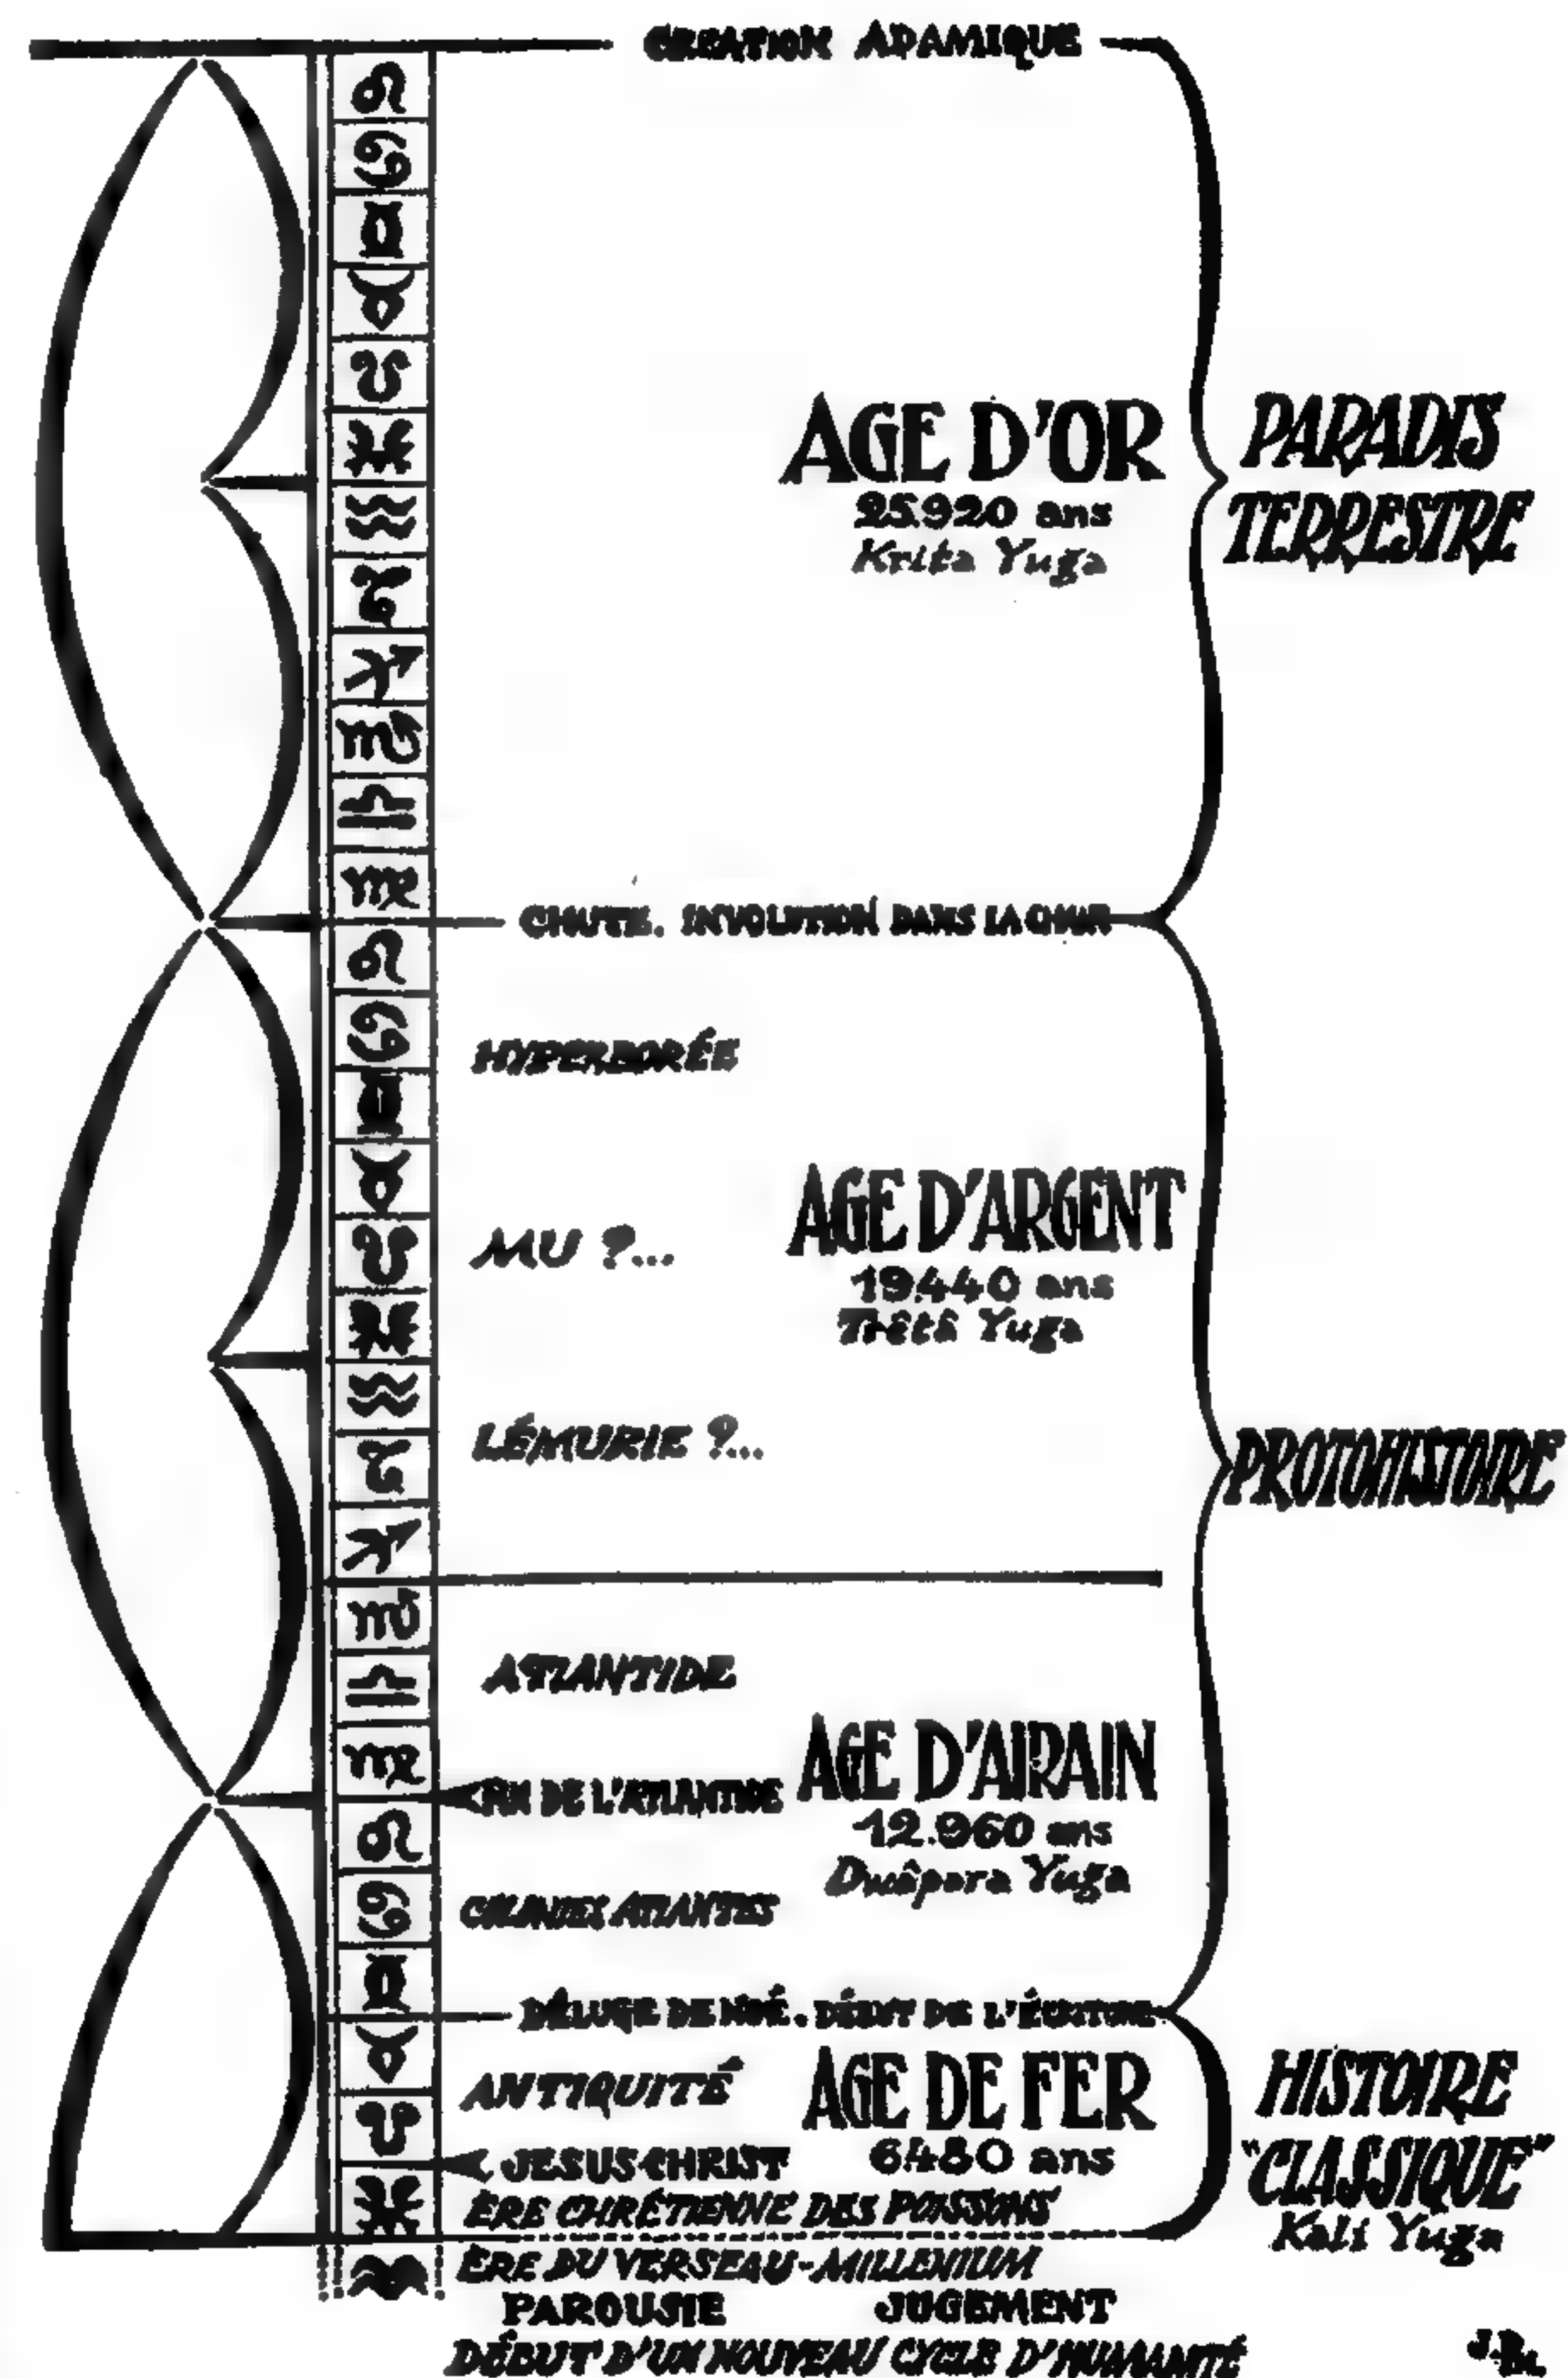 CREATION ADAMIQUE
AGE D'OR
25.920 ans
Krita Yuga
PARADIS
TERRESTRE
CHUTE. INVOLUTION DANS LA CHAIR
HYPERBORÉE
MU ?...
AGE D'ARGENT
19.440 ans
Trêtâ Yuga
LÉMURIE ?...
PROTOHISTOIRE
ATLANTIDE
AGE D'AIRAIN
12.960 ans
Dwâpara Yuga
FIN DE L'ATLANTIDE
COLONIES ATLANTES
DÉLUGE DE NOÉ. DÉBUT DE L'ÉCRITURE
ANTIQUITÉ
AGE DE FER
6480 ans
JESUS-CHRIST
ÈRE CHRÉTIENNE DES POISSONS
HISTOIRE
"CLASSIQUE"
Kali Yuga
ÈRE DU VERSEAU-MILLENIUM
PAROUSIE JUGEMENT
DÉBUT D'UN NOUVEAU CYCLE D'HUMANITÉ